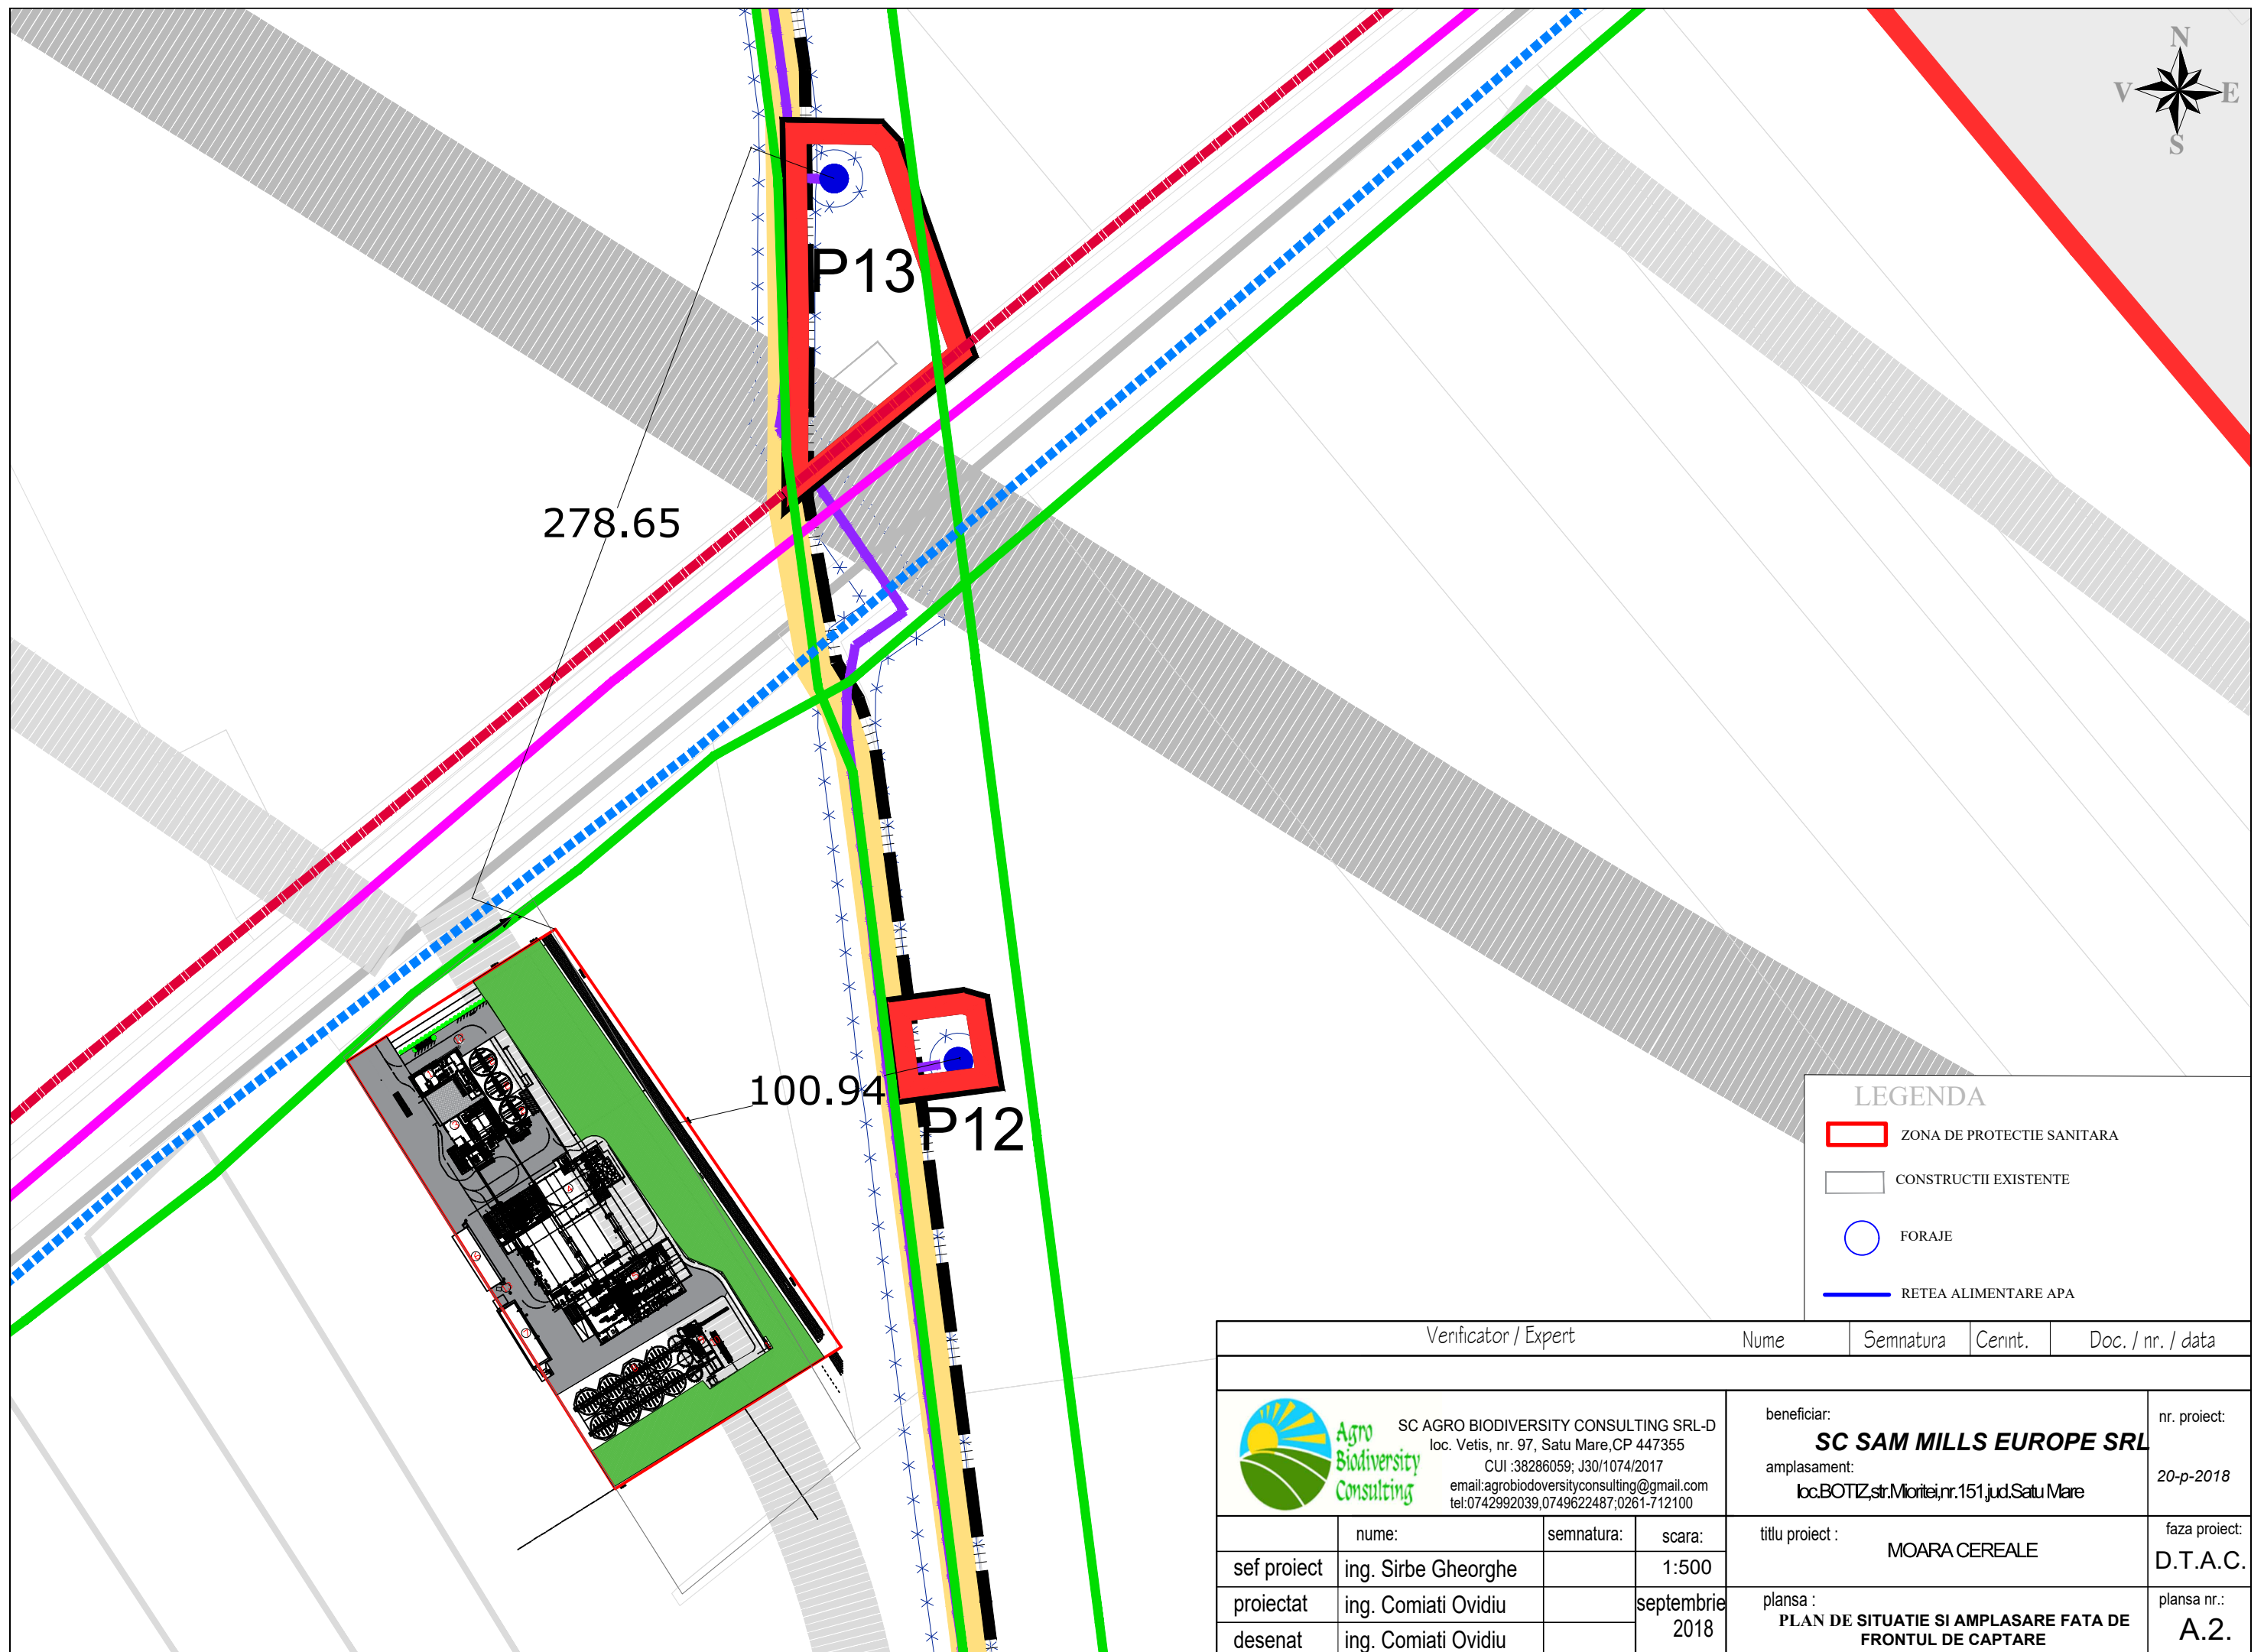 N
V E
S
P13
278.65
100.94
P12
LEGENDA
ZONA DE PROTECTIE SANITARA
CONSTRUCTII EXISTENTE
FORAJE
RETEA ALIMENTARE APA
Verificator / Expert Nume Semnatura Cerint. Doc. / nr. / data
Agro
Biodiversity
Consulting
SC AGRO BIODIVERSITY CONSULTING SRL-D
loc. Vetis, nr. 97, Satu Mare,CP 447355
CUI :38286059; J30/1074/2017
email:agrobiodoversityconsulting@gmail.com
tel:0742992039,0749622487;0261-712100
beneficiar:
SC SAM MILLS EUROPE SRL
amplasament:
loc.BOTIZ,str.Mioritei,nr.151,jud.Satu Mare
nr. proiect:
20-p-2018
nume: semnatura: scara:
sef proiect ing. Sirbe Gheorghe 1:500
proiectat ing. Comiati Ovidiu septembrie
2018
desenat ing. Comiati Ovidiu
titlu proiect :
MOARA CEREALE
faza proiect:
D.T.A.C.
plansa :
PLAN DE SITUATIE SI AMPLASARE FATA DE
FRONTUL DE CAPTARE
plansa nr.:
A.2.